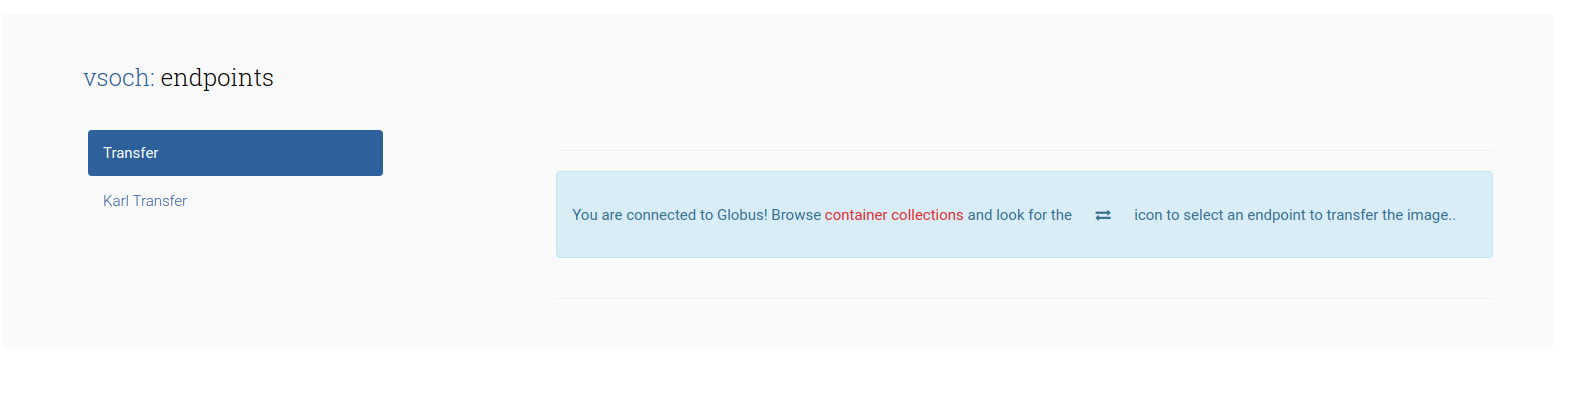 vsoch: endpoints
Transfer
Karl Transfer
You are connected to Globus! Browse container collections and look for the icon to select an endpoint to transfer the image..